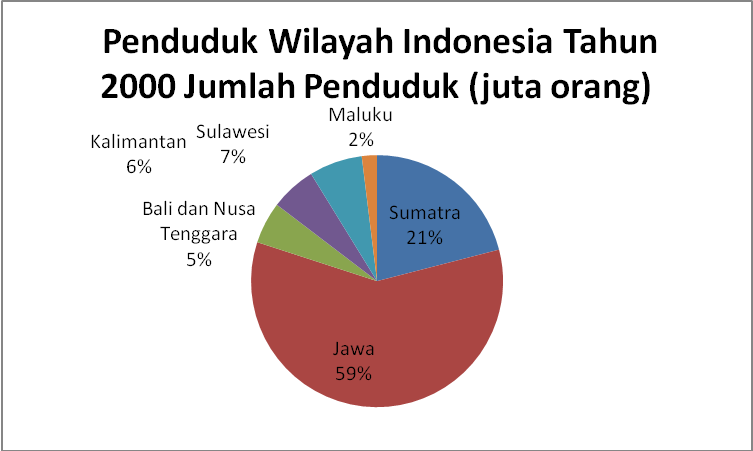 Penduduk Wilayah Indonesia Tahun
2000 Jumlah Penduduk (juta orang)
Maluku
2%
Sulawesi
7%
Kalimantan
6%
Bali dan Nusa
Tenggara
5%
Sumatra
21%
Jawa
59%